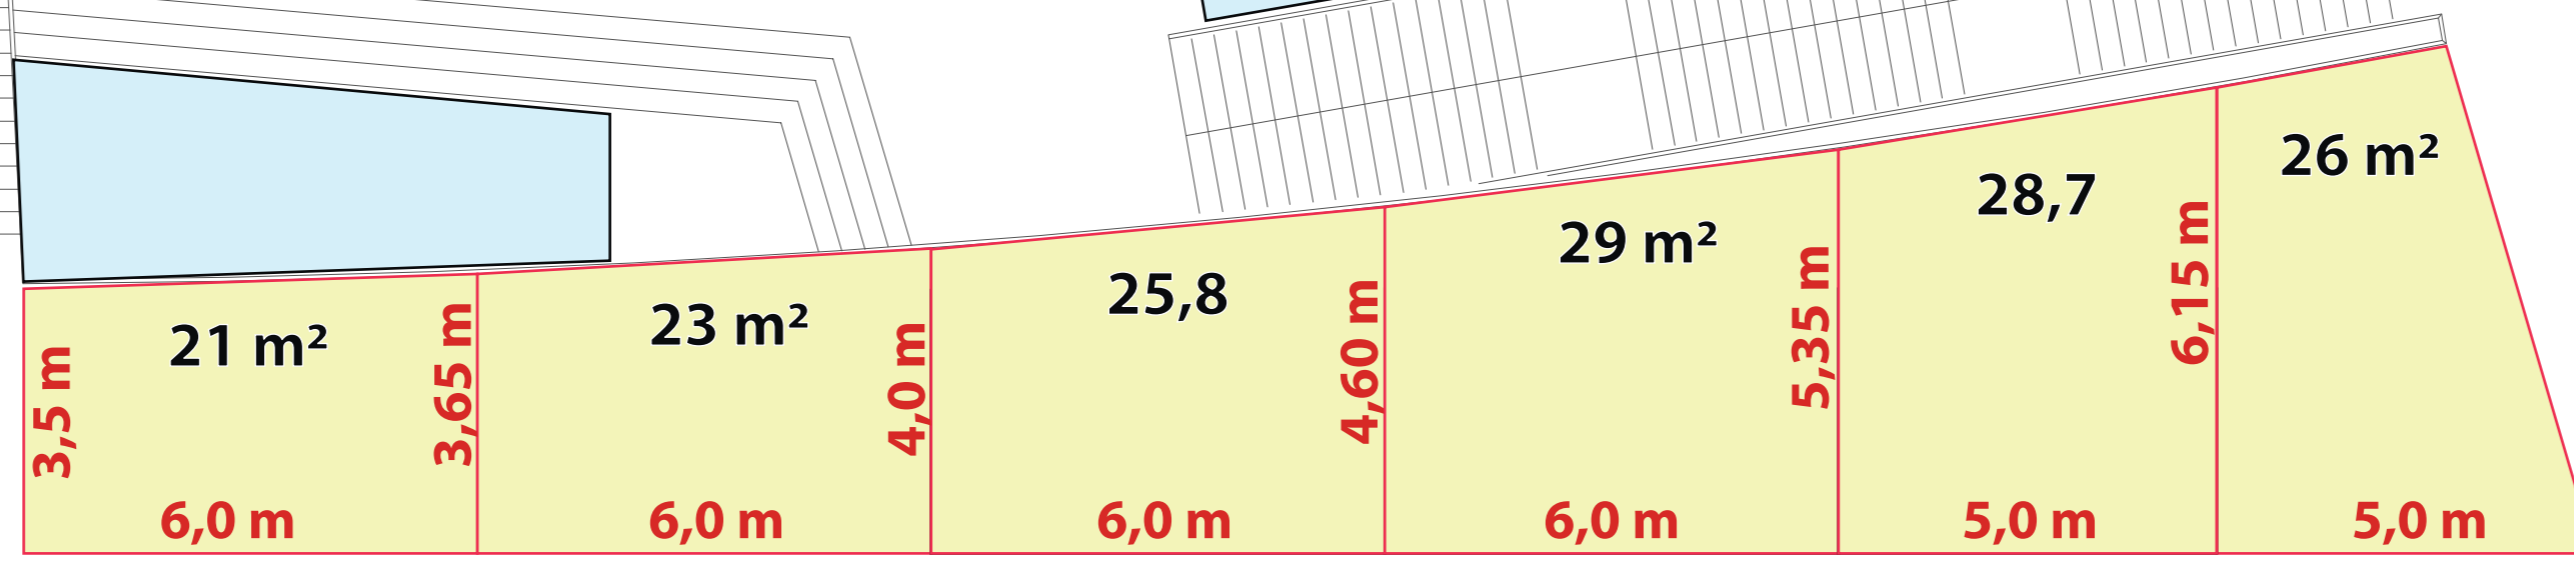 21 m²
3,5 m
6,0 m
3,65 m
23 m²
6,0 m
4,0 m
25,8
6,0 m
4,60 m
29 m²
6,0 m
5,35 m
28,7
5,0 m
6,15 m
26 m²
5,0 m